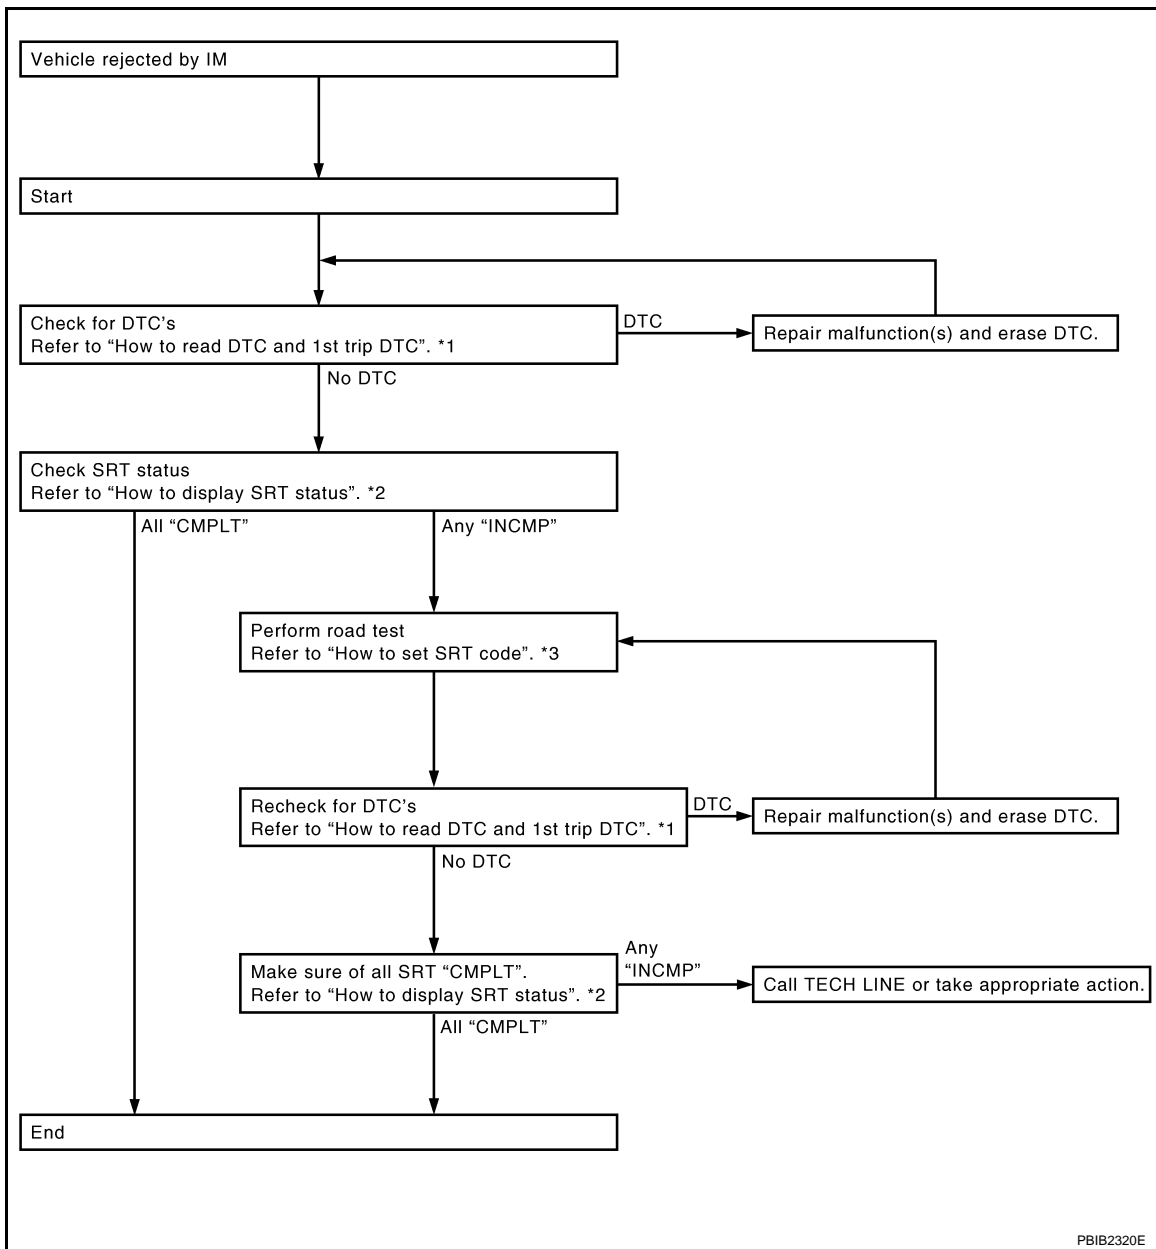 Vehicle rejected by IM
Start
Check for DTC's
Refer to “How to read DTC and 1st trip DTC”. *1
DTC
Repair malfunction(s) and erase DTC.
No DTC
Check SRT status
Refer to “How to display SRT status”. *2
All “CMPLT”
Any “INCMP”
Perform road test
Refer to “How to set SRT code”. *3
Recheck for DTC's
Refer to “How to read DTC and 1st trip DTC”. *1
DTC
Repair malfunction(s) and erase DTC.
No DTC
Make sure of all SRT “CMPLT”.
Refer to “How to display SRT status”. *2
Any
“INCMP”
Call TECH LINE or take appropriate action.
All “CMPLT”
End
PBIB2320E